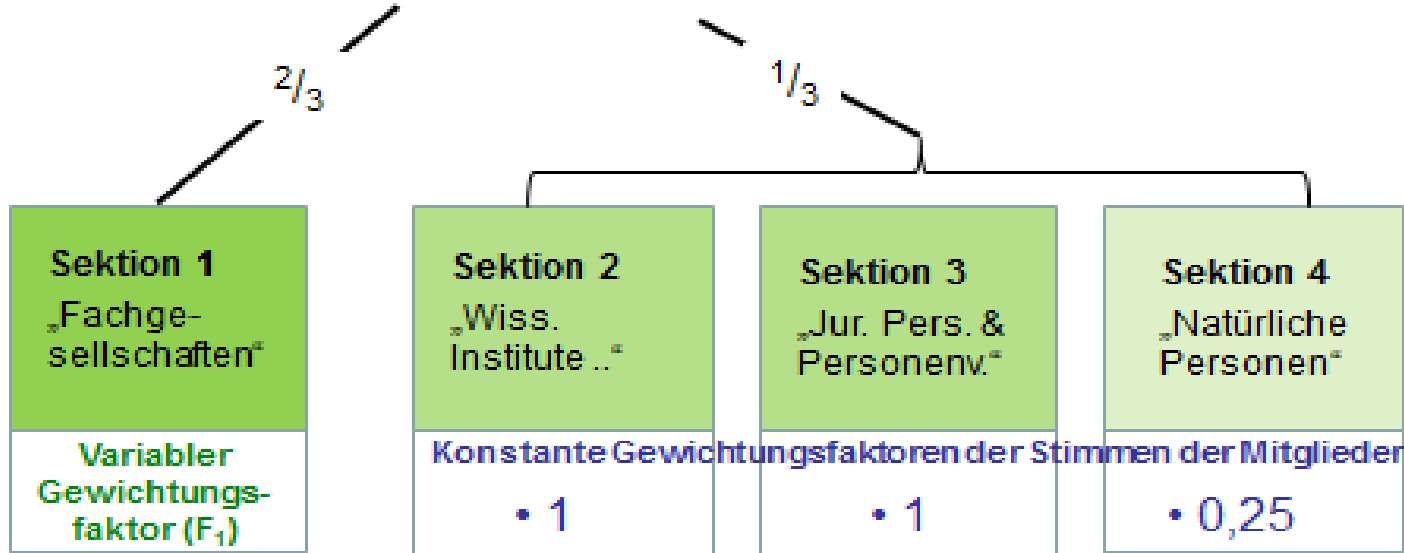 2/3
1/3
Sektion 1
„Fachge-
sellschaften“
Sektion 2
„Wiss.
Institute ..“
Sektion 3
„Jur. Pers. &
Personenv.“
Sektion 4
„Natürliche
Personen“
Variabler
Gewichtungs-
faktor (F₁)
Konstante Gewichtungsfaktoren der Stimmen der Mitglieder
• 1
• 1
• 0,25